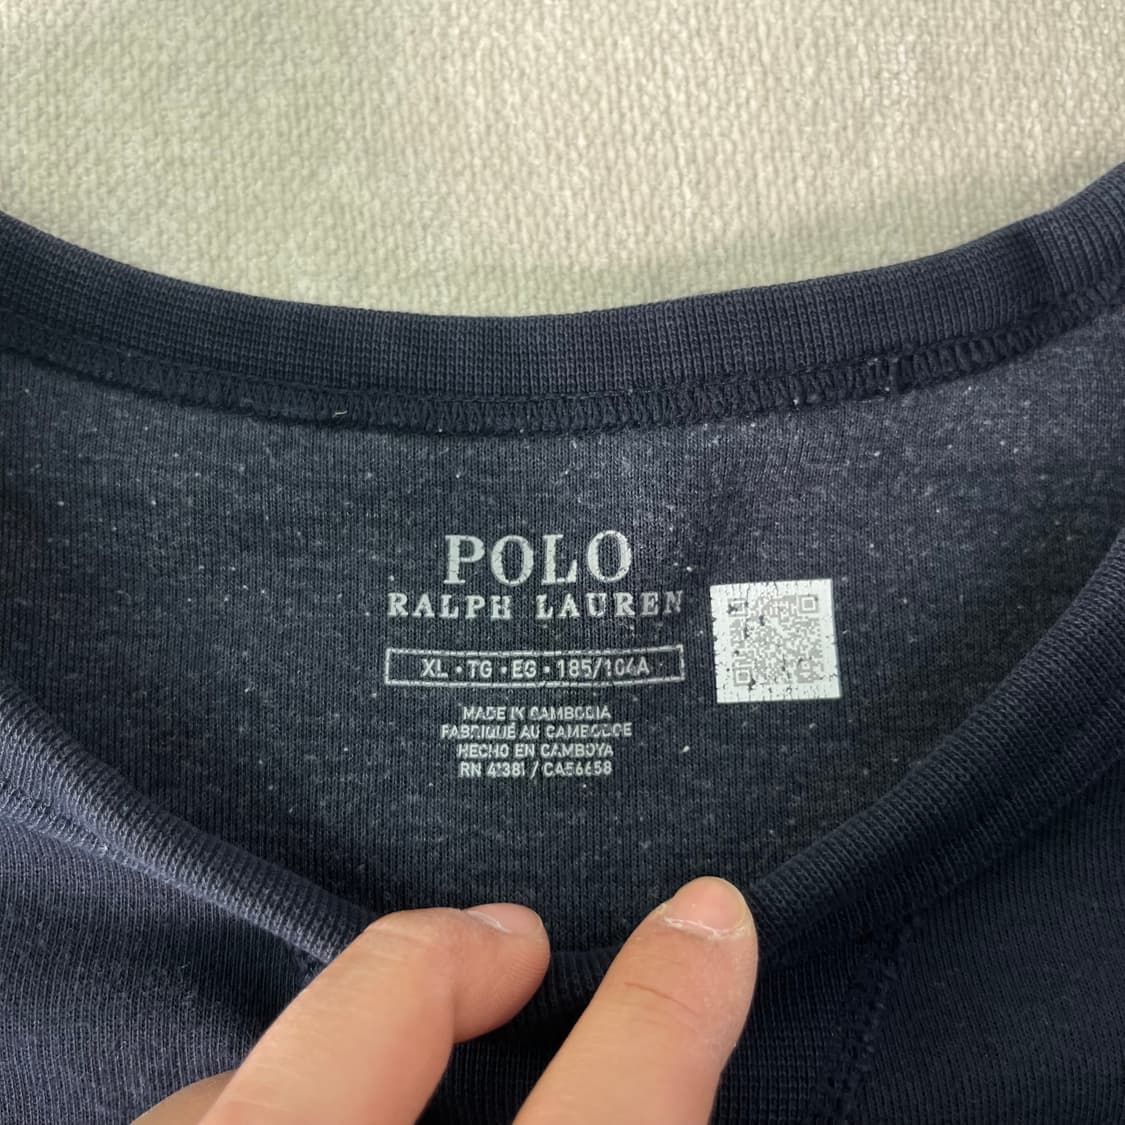 POLO
RALPH LAUREN
XL • TG • EG • 185/104A
MADE IN CAMBODIA
FABRIQUÉ AU CAMBODGE
HECHO EN CAMBOYA
RN 41381 / CA56658